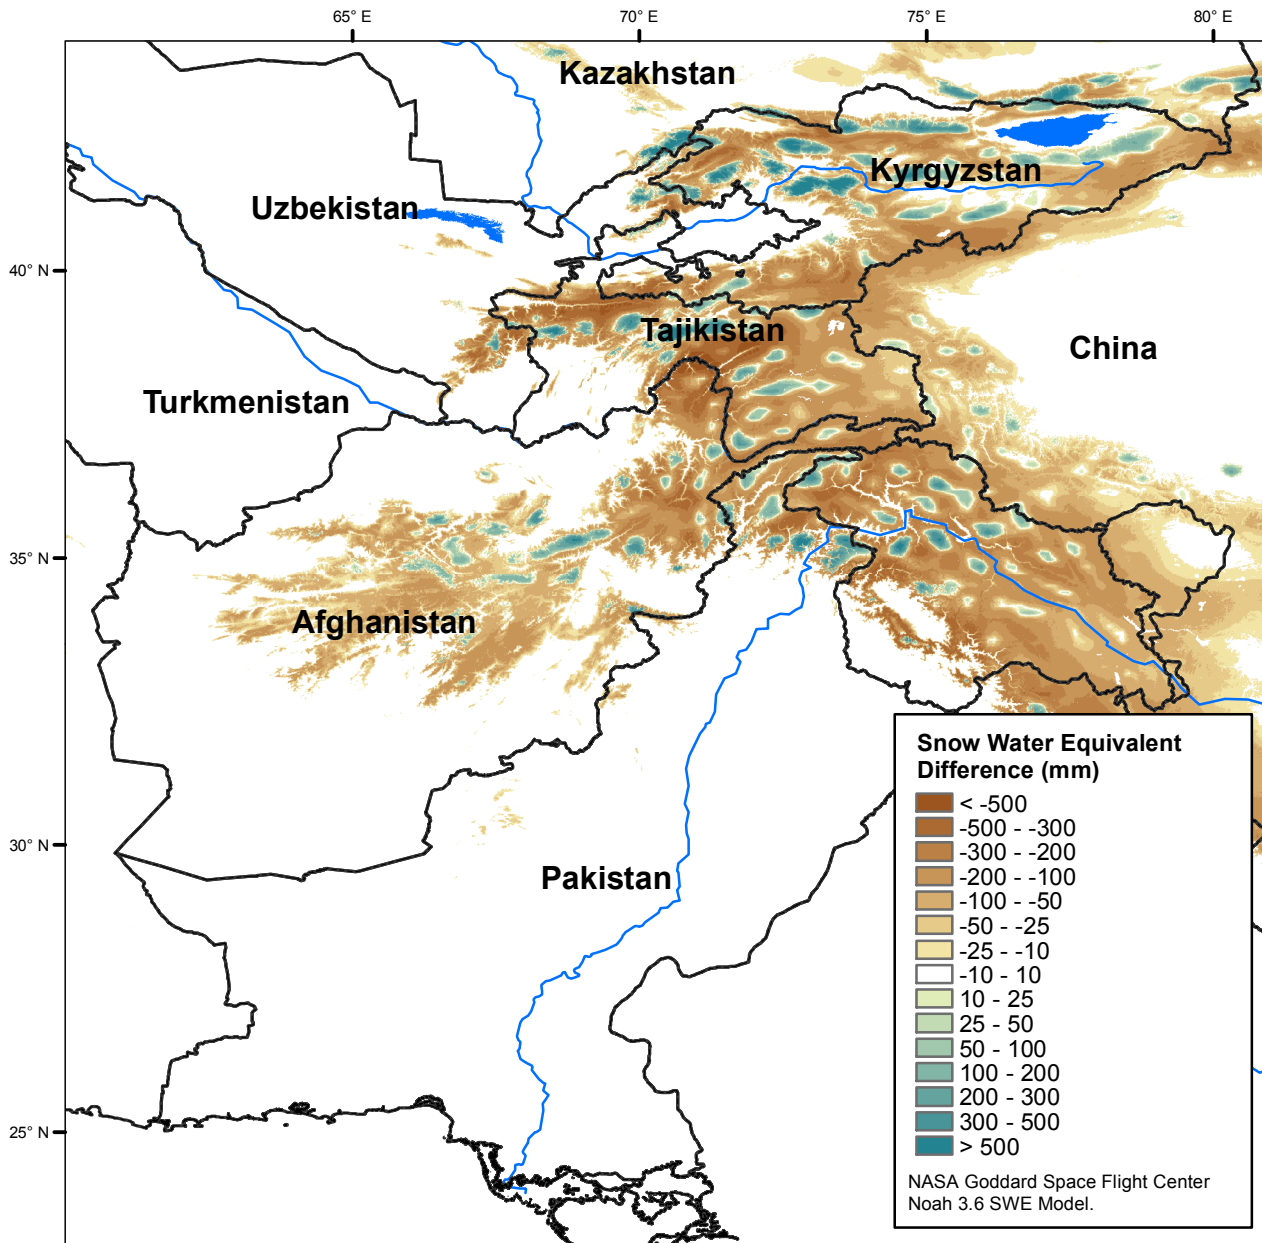 65° E
70° E
75° E
80° E
Kazakhstan
Kyrgyzstan
Uzbekistan
40° N
Tajikistan
China
Turkmenistan
35° N
Afghanistan
30° N
Pakistan
25° N
Snow Water Equivalent
Difference (mm)
< -500
-500 - -300
-300 - -200
-200 - -100
-100 - -50
-50 - -25
-25 - -10
-10 - 10
10 - 25
25 - 50
50 - 100
100 - 200
200 - 300
300 - 500
> 500
NASA Goddard Space Flight Center
Noah 3.6 SWE Model.